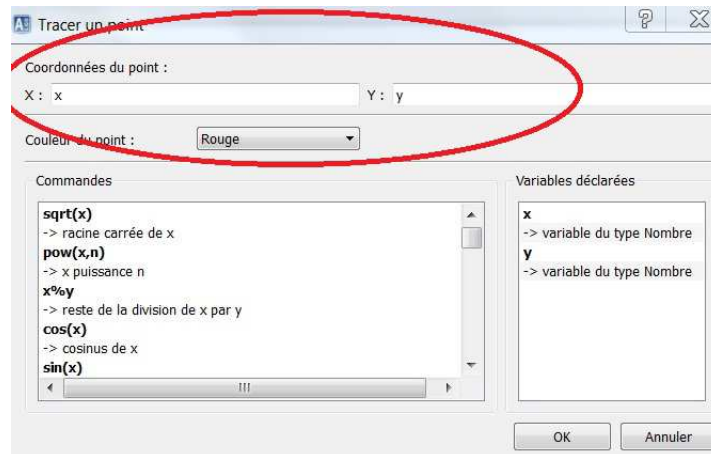 Tracer un point
Coordonnées du point :
X : x Y : y
Couleur du point : Rouge
Commandes
sqrt(x)
-> racine carrée de x
pow(x,n)
-> x puissance n
x%y
-> reste de la division de x par y
cos(x)
-> cosinus de x
sin(x)
Variables déclarées
x
-> variable du type Nombre
y
-> variable du type Nombre
OK Annuler